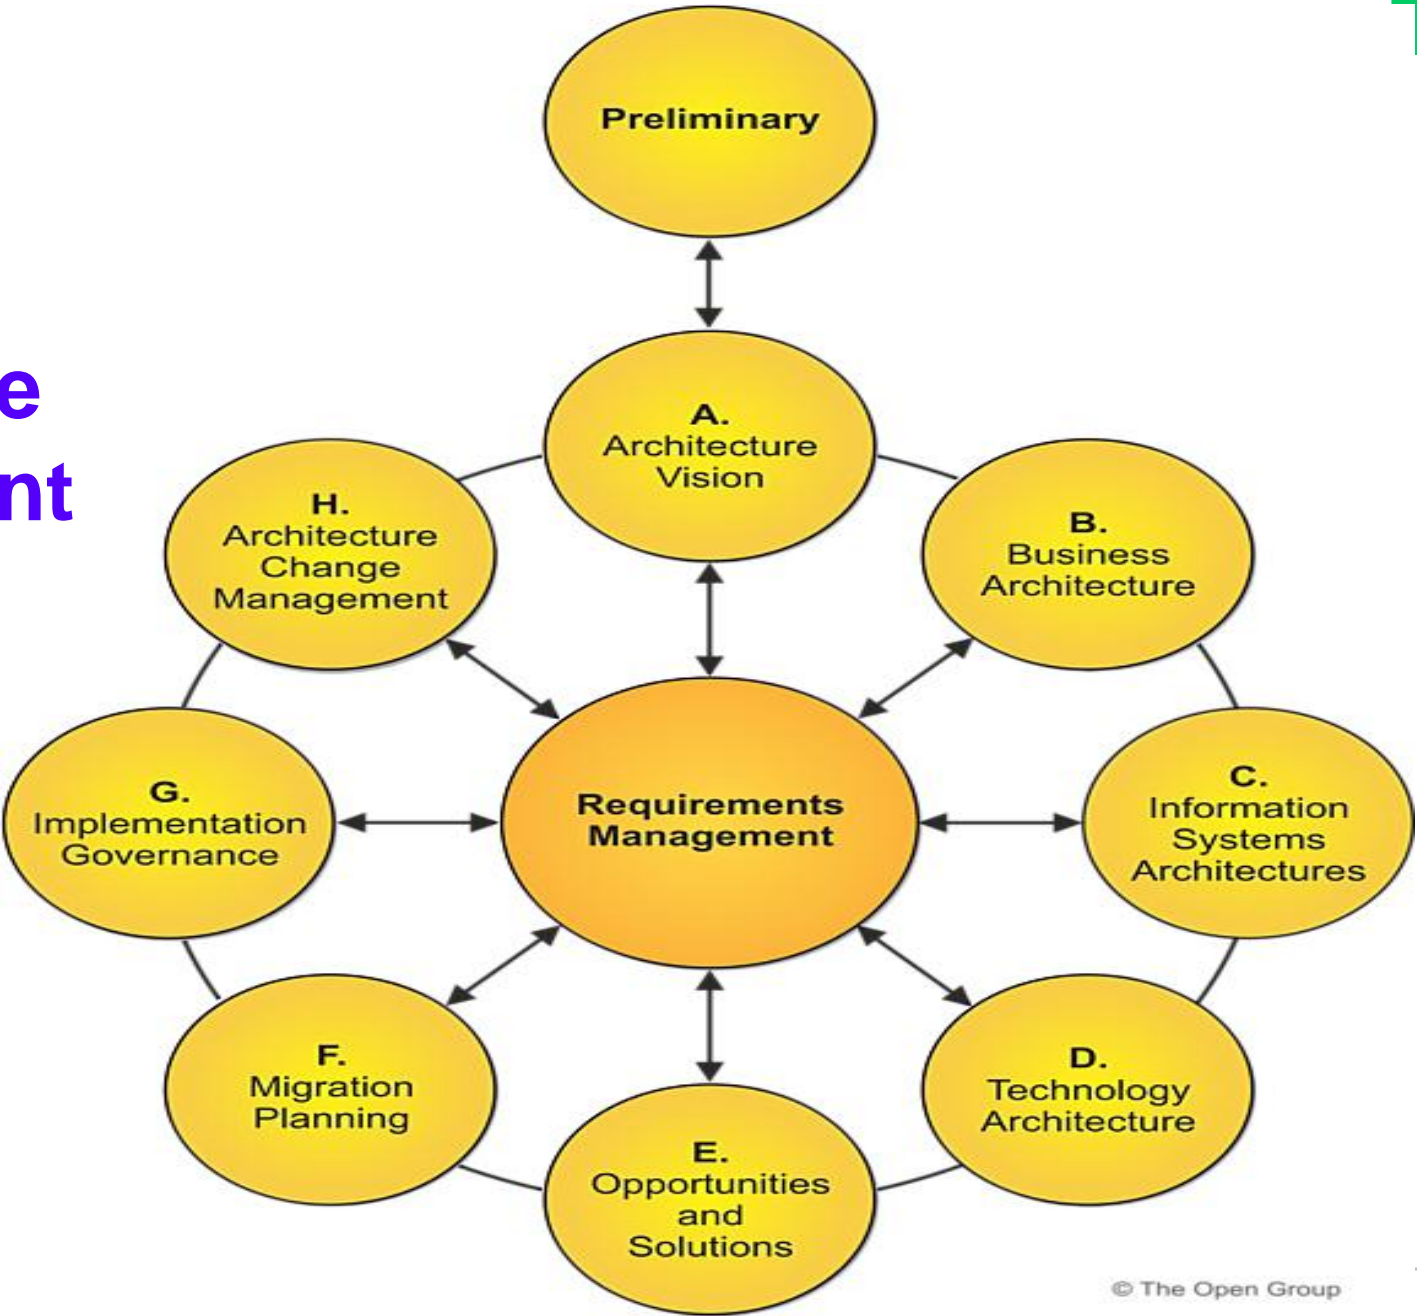 Preliminary
e
nt
A.
Architecture
Vision
B.
Business
Architecture
C.
Information
Systems
Architectures
D.
Technology
Architecture
E.
Opportunities
and
Solutions
F.
Migration
Planning
G.
Implementation
Governance
H.
Architecture
Change
Management
Requirements
Management
© The Open Group